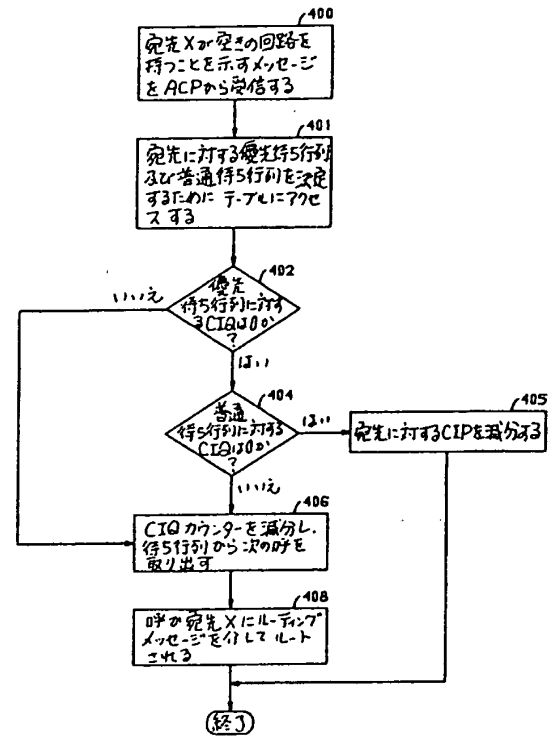 400
宛先Xが空きの回路を
持つことを示すメッセージ
をACPから受信する
401
宛先に対する優先待ち行列
及び普通待ち行列を決定
するためにテーブルにアクセ
スする
402
優先
待ち行列に対す
るCIQは0か
?
いいえ
はい
404
普通
待ち行列に対する
CIQは0か
?
はい
いいえ
405
宛先に対するCIPを減分する
406
CIQカウンターを減分し、
待ち行列から次の呼を
取り出す
408
呼が宛先Xにルーティング
メッセージを介してルート
される
終了